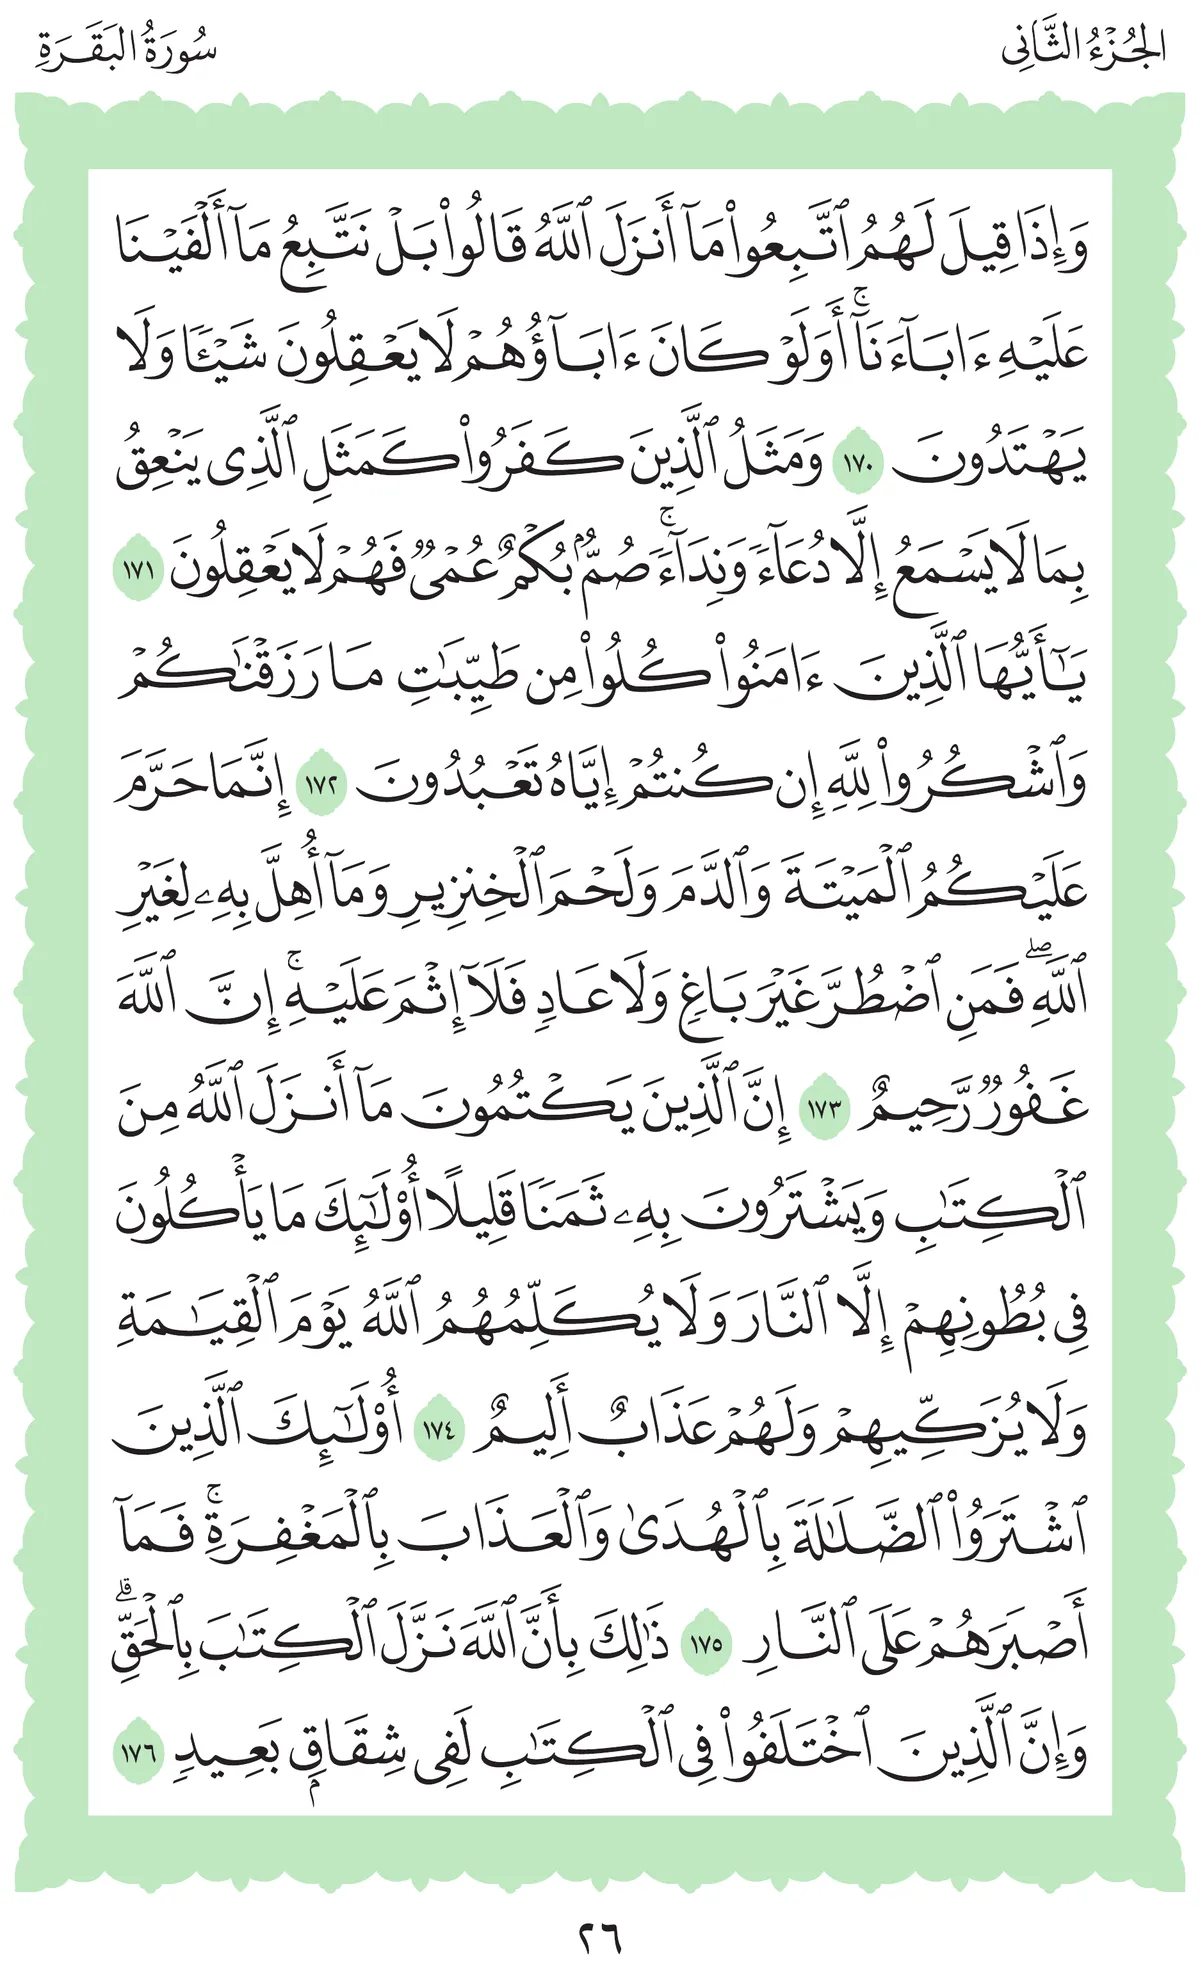 الجُزْءُ الثَّانِي
سُورَةُ البَقَرَةِ
وَإِذَا قِيلَ لَهُمُ ٱتَّبِعُوا۟ مَآ أَنزَلَ ٱللَّهُ قَالُوا۟ بَلْ نَتَّبِعُ مَآ أَلْفَيْنَا
عَلَيْهِ ءَابَآءَنَآ ۚ أَوَلَوْ كَانَ ءَابَآؤُهُمْ لَا يَعْقِلُونَ شَيْـًٔا وَلَا
يَهْتَدُونَ ١٧٠ وَمَثَلُ ٱلَّذِينَ كَفَرُوا۟ كَمَثَلِ ٱلَّذِى يَنْعِقُ
بِمَا لَا يَسْمَعُ إِلَّا دُعَآءً وَنِدَآءً ۚ صُمٌّۢ بُكْمٌ عُمْىٌ فَهُمْ لَا يَعْقِلُونَ ١٧١
يَـٰٓأَيُّهَا ٱلَّذِينَ ءَامَنُوا۟ كُلُوا۟ مِن طَيِّبَـٰتِ مَا رَزَقْنَـٰكُمْ
وَٱشْكُرُوا۟ لِلَّهِ إِن كُنتُمْ إِيَّاهُ تَعْبُدُونَ ١٧٢ إِنَّمَا حَرَّمَ
عَلَيْكُمُ ٱلْمَيْتَةَ وَٱلدَّمَ وَلَحْمَ ٱلْخِنزِيرِ وَمَآ أُهِلَّ بِهِۦ لِغَيْرِ
ٱللَّهِ ۖ فَمَنِ ٱضْطُرَّ غَيْرَ بَاغٍ وَلَا عَادٍ فَلَآ إِثْمَ عَلَيْهِ ۚ إِنَّ ٱللَّهَ
غَفُورٌ رَّحِيمٌ ١٧٣ إِنَّ ٱلَّذِينَ يَكْتُمُونَ مَآ أَنزَلَ ٱللَّهُ مِنَ
ٱلْكِتَـٰبِ وَيَشْتَرُونَ بِهِۦ ثَمَنًا قَلِيلًا أُو۟لَـٰٓئِكَ مَا يَأْكُلُونَ
فِى بُطُونِهِمْ إِلَّا ٱلنَّارَ وَلَا يُكَلِّمُهُمُ ٱللَّهُ يَوْمَ ٱلْقِيَـٰمَةِ
وَلَا يُزَكِّيهِمْ وَلَهُمْ عَذَابٌ أَلِيمٌ ١٧٤ أُو۟لَـٰٓئِكَ ٱلَّذِينَ
ٱشْتَرَوُا۟ ٱلضَّلَـٰلَةَ بِٱلْهُدَىٰ وَٱلْعَذَابَ بِٱلْمَغْفِرَةِ ۚ فَمَآ
أَصْبَرَهُمْ عَلَى ٱلنَّارِ ١٧٥ ذَٰلِكَ بِأَنَّ ٱللَّهَ نَزَّلَ ٱلْكِتَـٰبَ بِٱلْحَقِّ ۗ
وَإِنَّ ٱلَّذِينَ ٱخْتَلَفُوا۟ فِى ٱلْكِتَـٰبِ لَفِى شِقَاقٍۭ بَعِيدٍ ١٧٦
٢٦